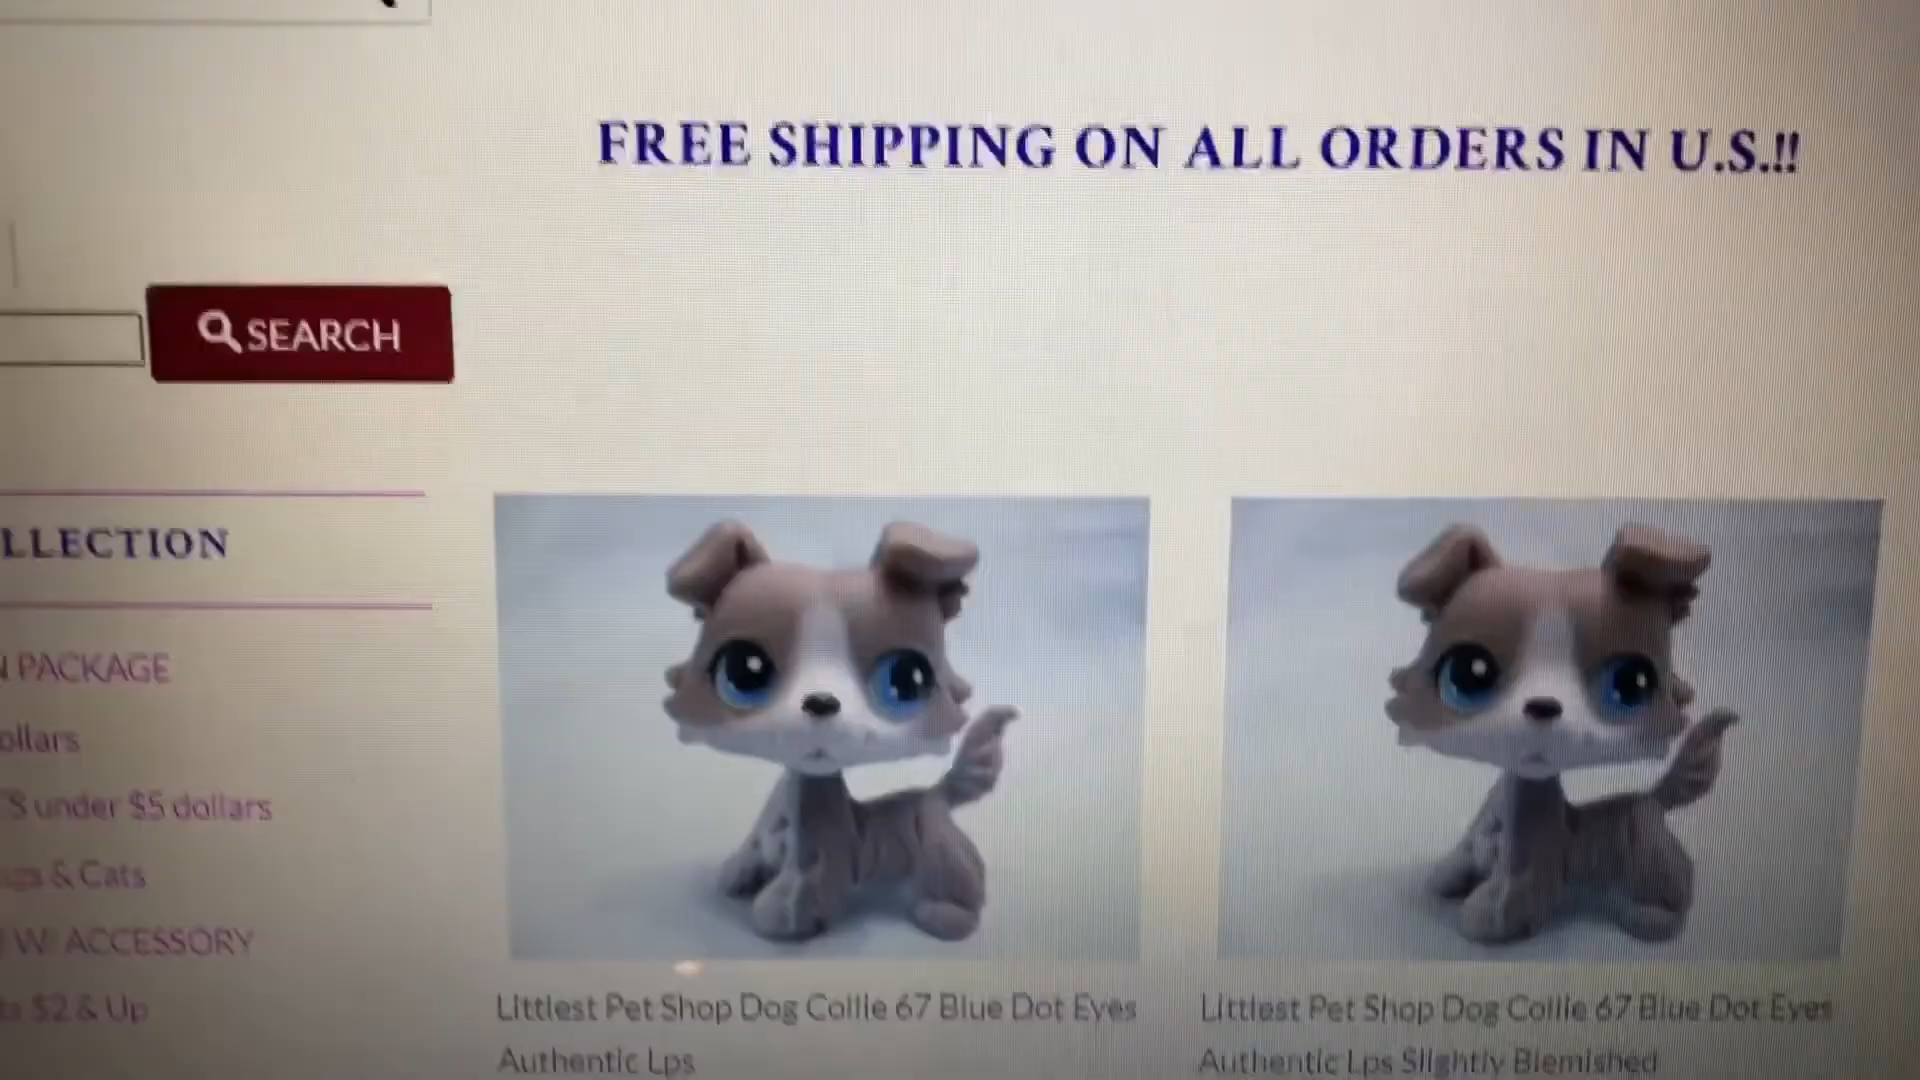 FREE SHIPPING ON ALL ORDERS IN U.S.!!
SEARCH
LLECTION
PACKAGE
ollars
S under $5 dollars
& Cats
W/ ACCESSORY
$2 & Up
Littlest Pet Shop Dog Collie 67 Blue Dot Eyes
Authentic Lps
Littlest Pet Shop Dog Collie 67 Blue Dot Eyes
Authentic Lps Slightly Blemished